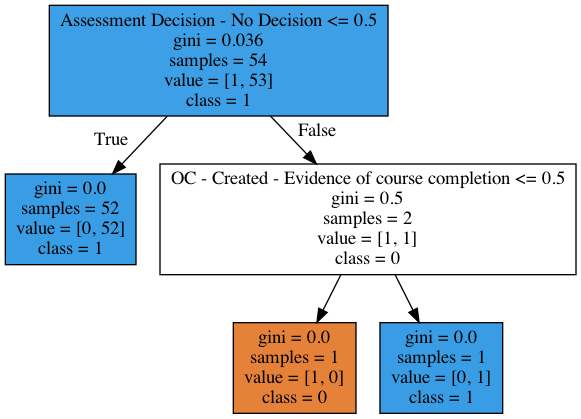 Assessment Decision - No Decision <= 0.5
gini = 0.036
samples = 54
value = [1, 53]
class = 1
True
False
gini = 0.0
samples = 52
value = [0, 52]
class = 1
OC - Created - Evidence of course completion <= 0.5
gini = 0.5
samples = 2
value = [1, 1]
class = 0
gini = 0.0
samples = 1
value = [1, 0]
class = 0
gini = 0.0
samples = 1
value = [0, 1]
class = 1